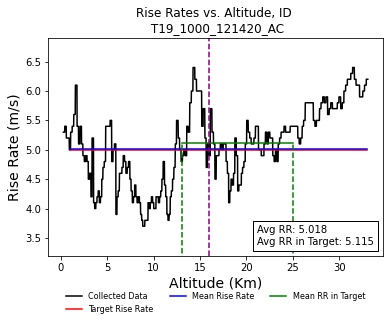 Rise Rates vs. Altitude, ID
T19_1000_121420_AC
Rise Rate (m/s)
6.5
6.0
5.5
5.0
4.5
4.0
3.5
Avg RR: 5.018
Avg RR in Target: 5.115
0
5
10
15
20
25
30
Altitude (Km)
Collected Data
Target Rise Rate
Mean Rise Rate
Mean RR in Target